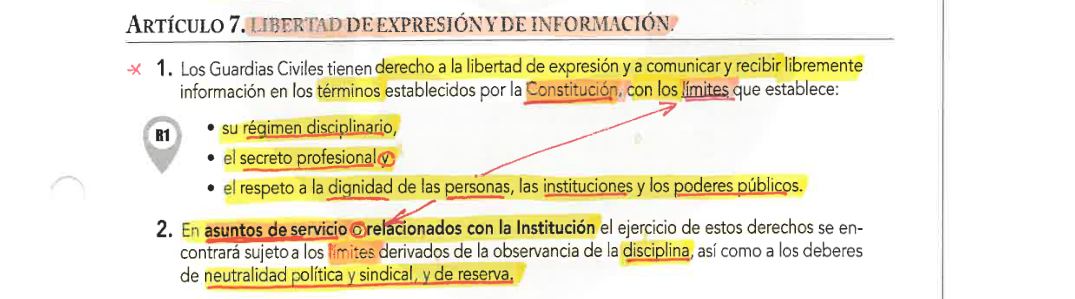 ARTÍCULO 7. LIBERTAD DE EXPRESIÓN Y DE INFORMACIÓN.
1. Los Guardias Civiles tienen derecho a la libertad de expresión y a comunicar y recibir libremente
información en los términos establecidos por la Constitución, con los límites que establece:
R1
• su régimen disciplinario,
• el secreto profesional y
• el respeto a la dignidad de las personas, las instituciones y los poderes públicos.
2. En asuntos de servicio o relacionados con la Institución el ejercicio de estos derechos se en-
contrará sujeto a los límites derivados de la observancia de la disciplina, así como a los deberes
de neutralidad política y sindical, y de reserva.